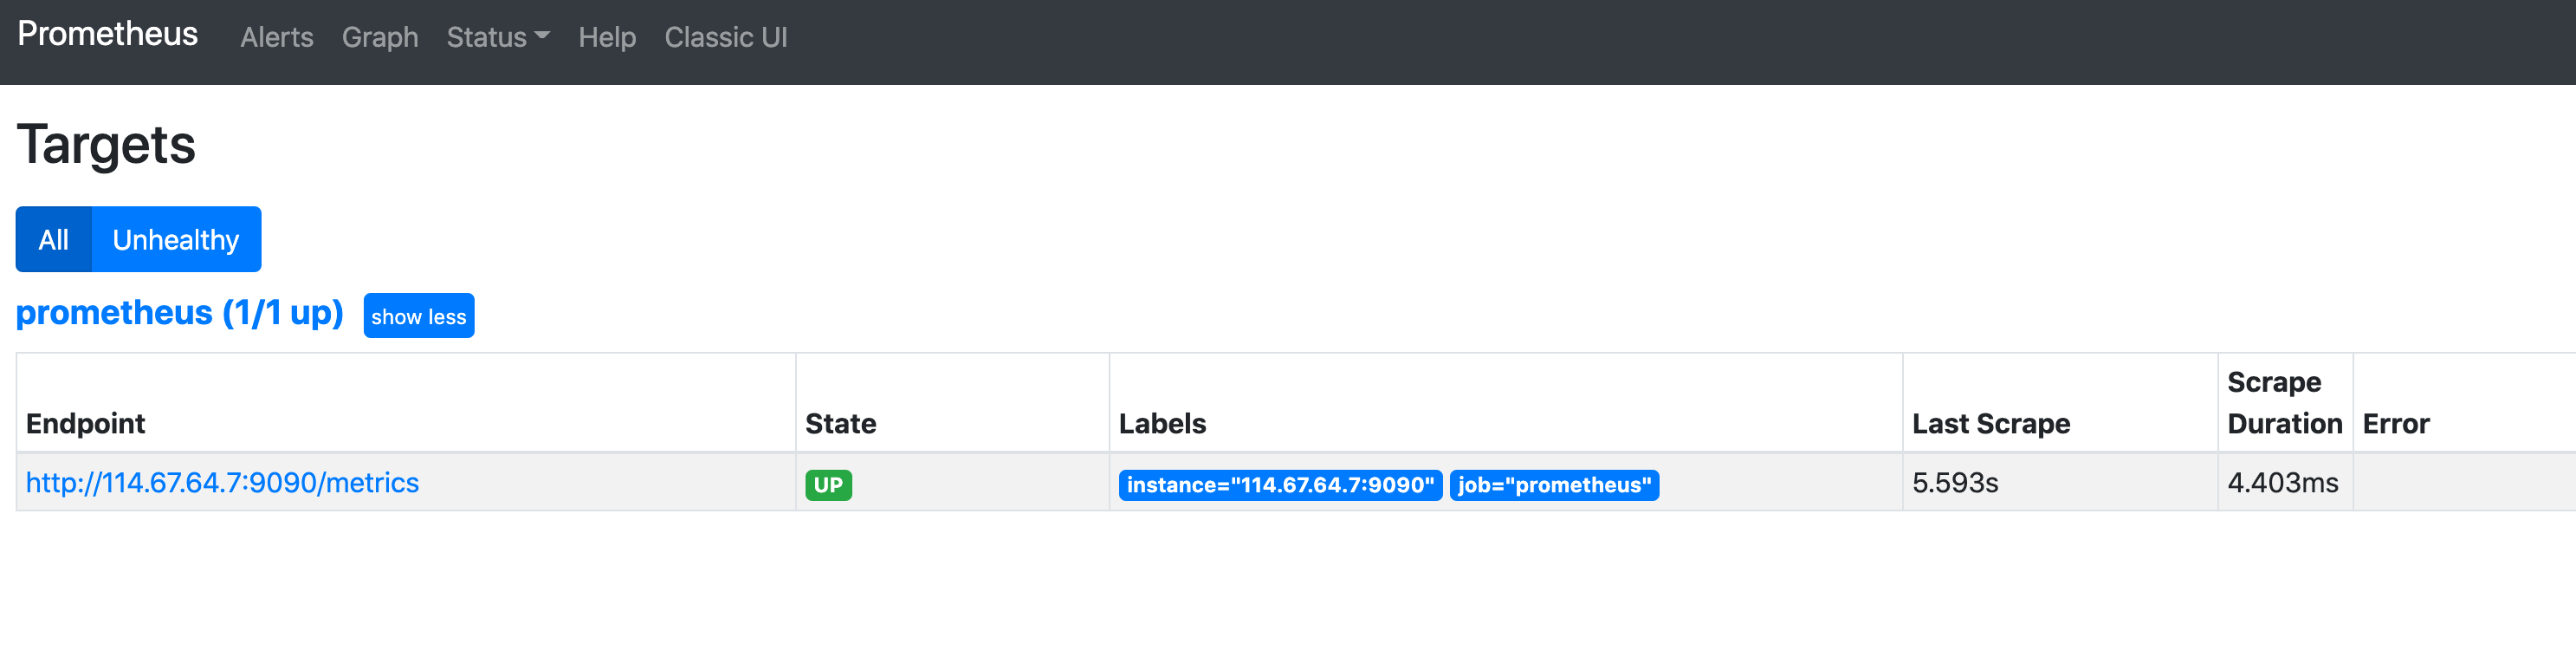 Prometheus Alerts Graph Status Help Classic UI
Targets
All Unhealthy
prometheus (1/1 up) show less
Endpoint State Labels Last Scrape Scrape Duration Error
http://114.67.64.7:9090/metrics UP instance="114.67.64.7:9090" job="prometheus" 5.593s 4.403ms